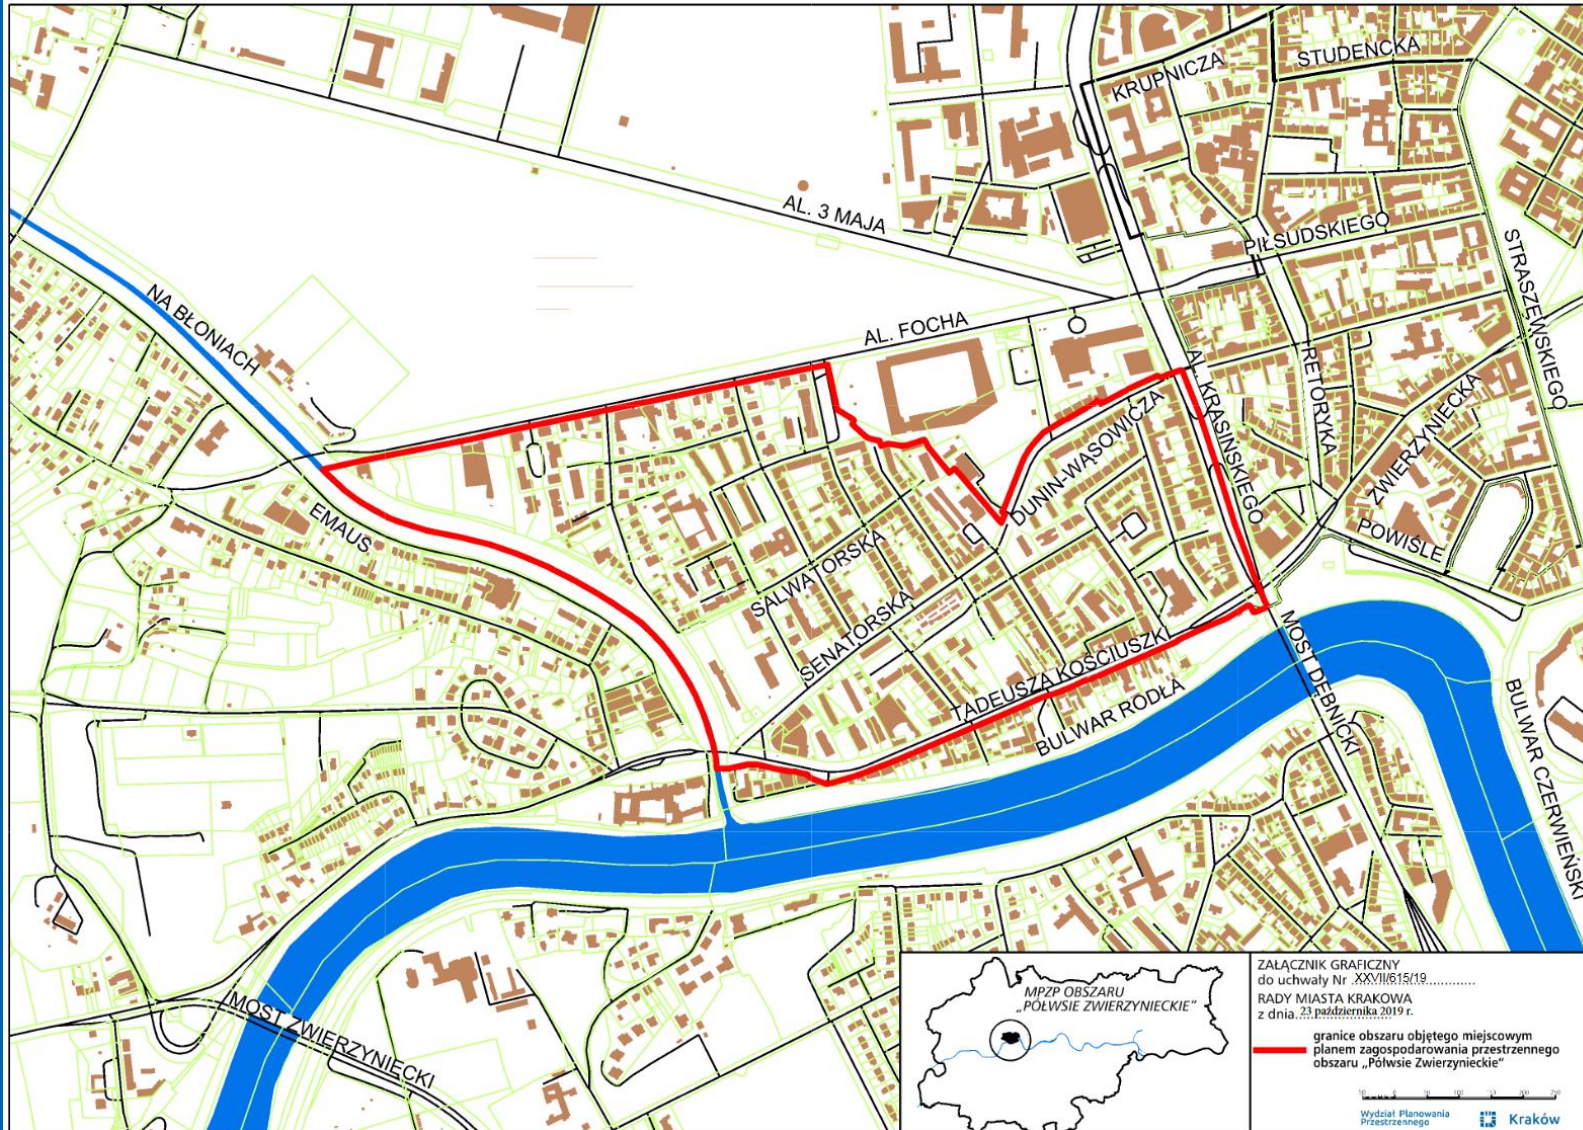 KRUPNICZA
STUDENCKA
AL. 3 MAJA
PIŁSUDSKIEGO
STRASZEWSKIEGO
NA BŁONIACH
AL. FOCHA
AL. KRASIŃSKIEGO
RETORYKA
ZWIERZYNIECKA
DUNIN-WĄSOWICZA
POWIŚLE
EMAUS
SALWATORSKA
SENATORSKA
TADEUSZA KOŚCIUSZKI
BULWAR RODŁA
MOST DĘBNICKI
BULWAR CZERWIEŃSKI
MOST ZWIERZYNIECKI
MPZP OBSZARU
„PÓŁWSIE ZWIERZYNIECKIE"
ZAŁĄCZNIK GRAFICZNY
do uchwały Nr XXVII/615/19
RADY MIASTA KRAKOWA
z dnia 23 października 2019 r.
granice obszaru objętego miejscowym
planem zagospodarowania przestrzennego
obszaru „Półwsie Zwierzynieckie"
Wydział Planowania
Przestrzennego
Kraków